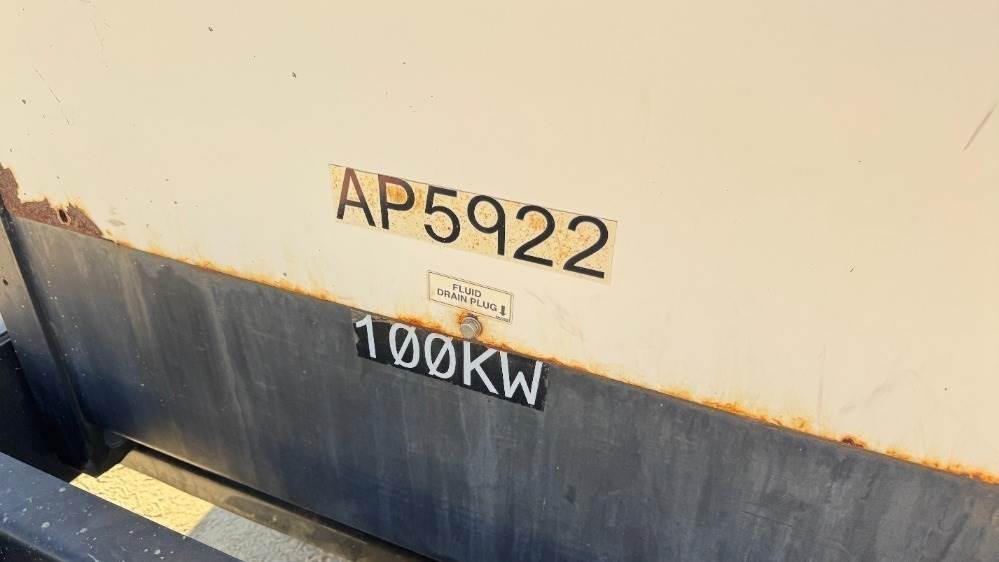 AP5922
FLUID
DRAIN PLUG ↓
100KW